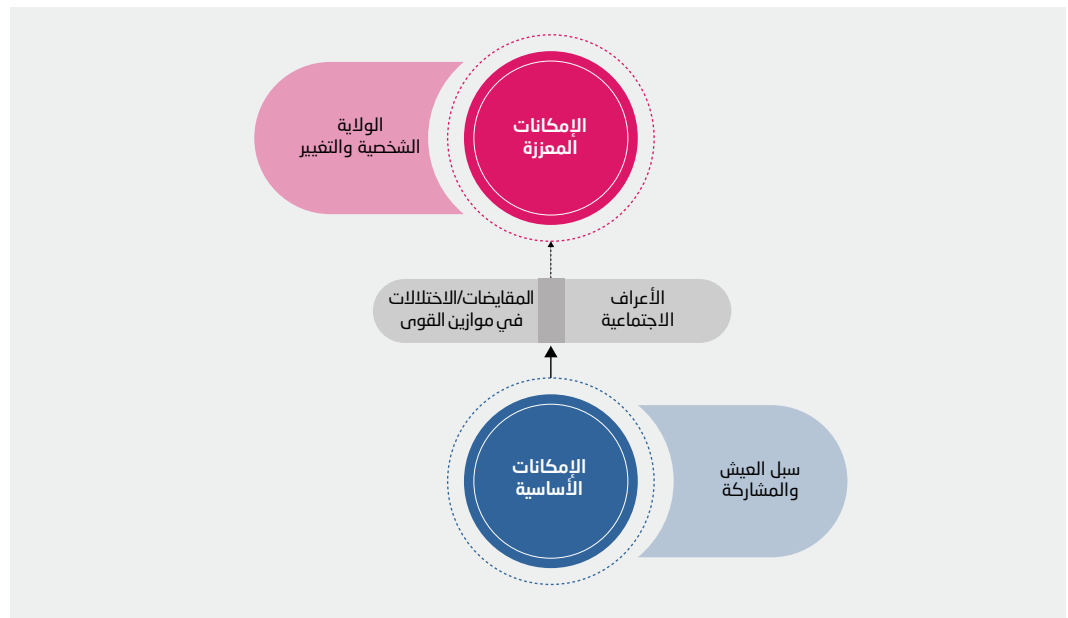 الإمكانات
المعززة
الولاية
الشخصية والتغيير
الأعراف
الاجتماعية
المقايضات/الاختلالات
في موازين القوى
الإمكانات
الأساسية
سبل العيش
والمشاركة